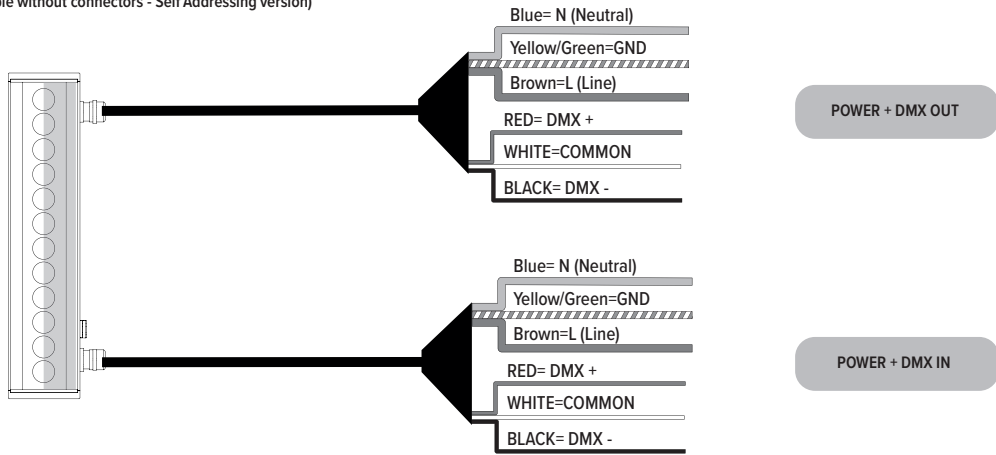 without connectors - Self Addressing version)
Blue= N (Neutral)
Yellow/Green=GND
Brown=L (Line)
RED= DMX +
WHITE=COMMON
BLACK= DMX -
POWER + DMX OUT
Blue= N (Neutral)
Yellow/Green=GND
Brown=L (Line)
RED= DMX +
WHITE=COMMON
BLACK= DMX -
POWER + DMX IN